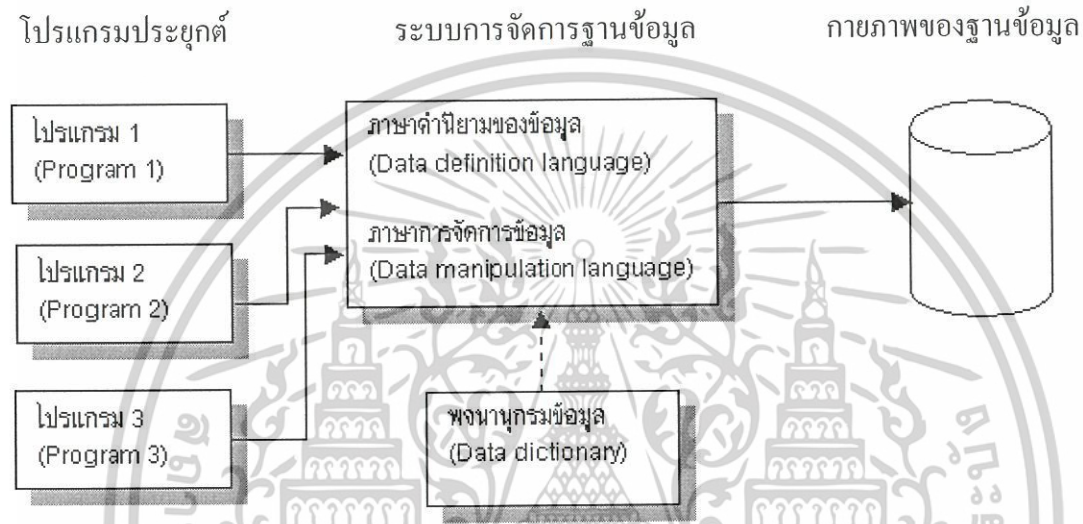 โปรแกรมประยุกต์
ระบบการจัดการฐานข้อมูล
กายภาพของฐานข้อมูล
โปรแกรม 1
(Program 1)
โปรแกรม 2
(Program 2)
โปรแกรม 3
(Program 3)
ภาษาคำนิยามของข้อมูล
(Data definition language)
ภาษาการจัดการข้อมูล
(Data manipulation language)
พจนานุกรมข้อมูล
(Data dictionary)